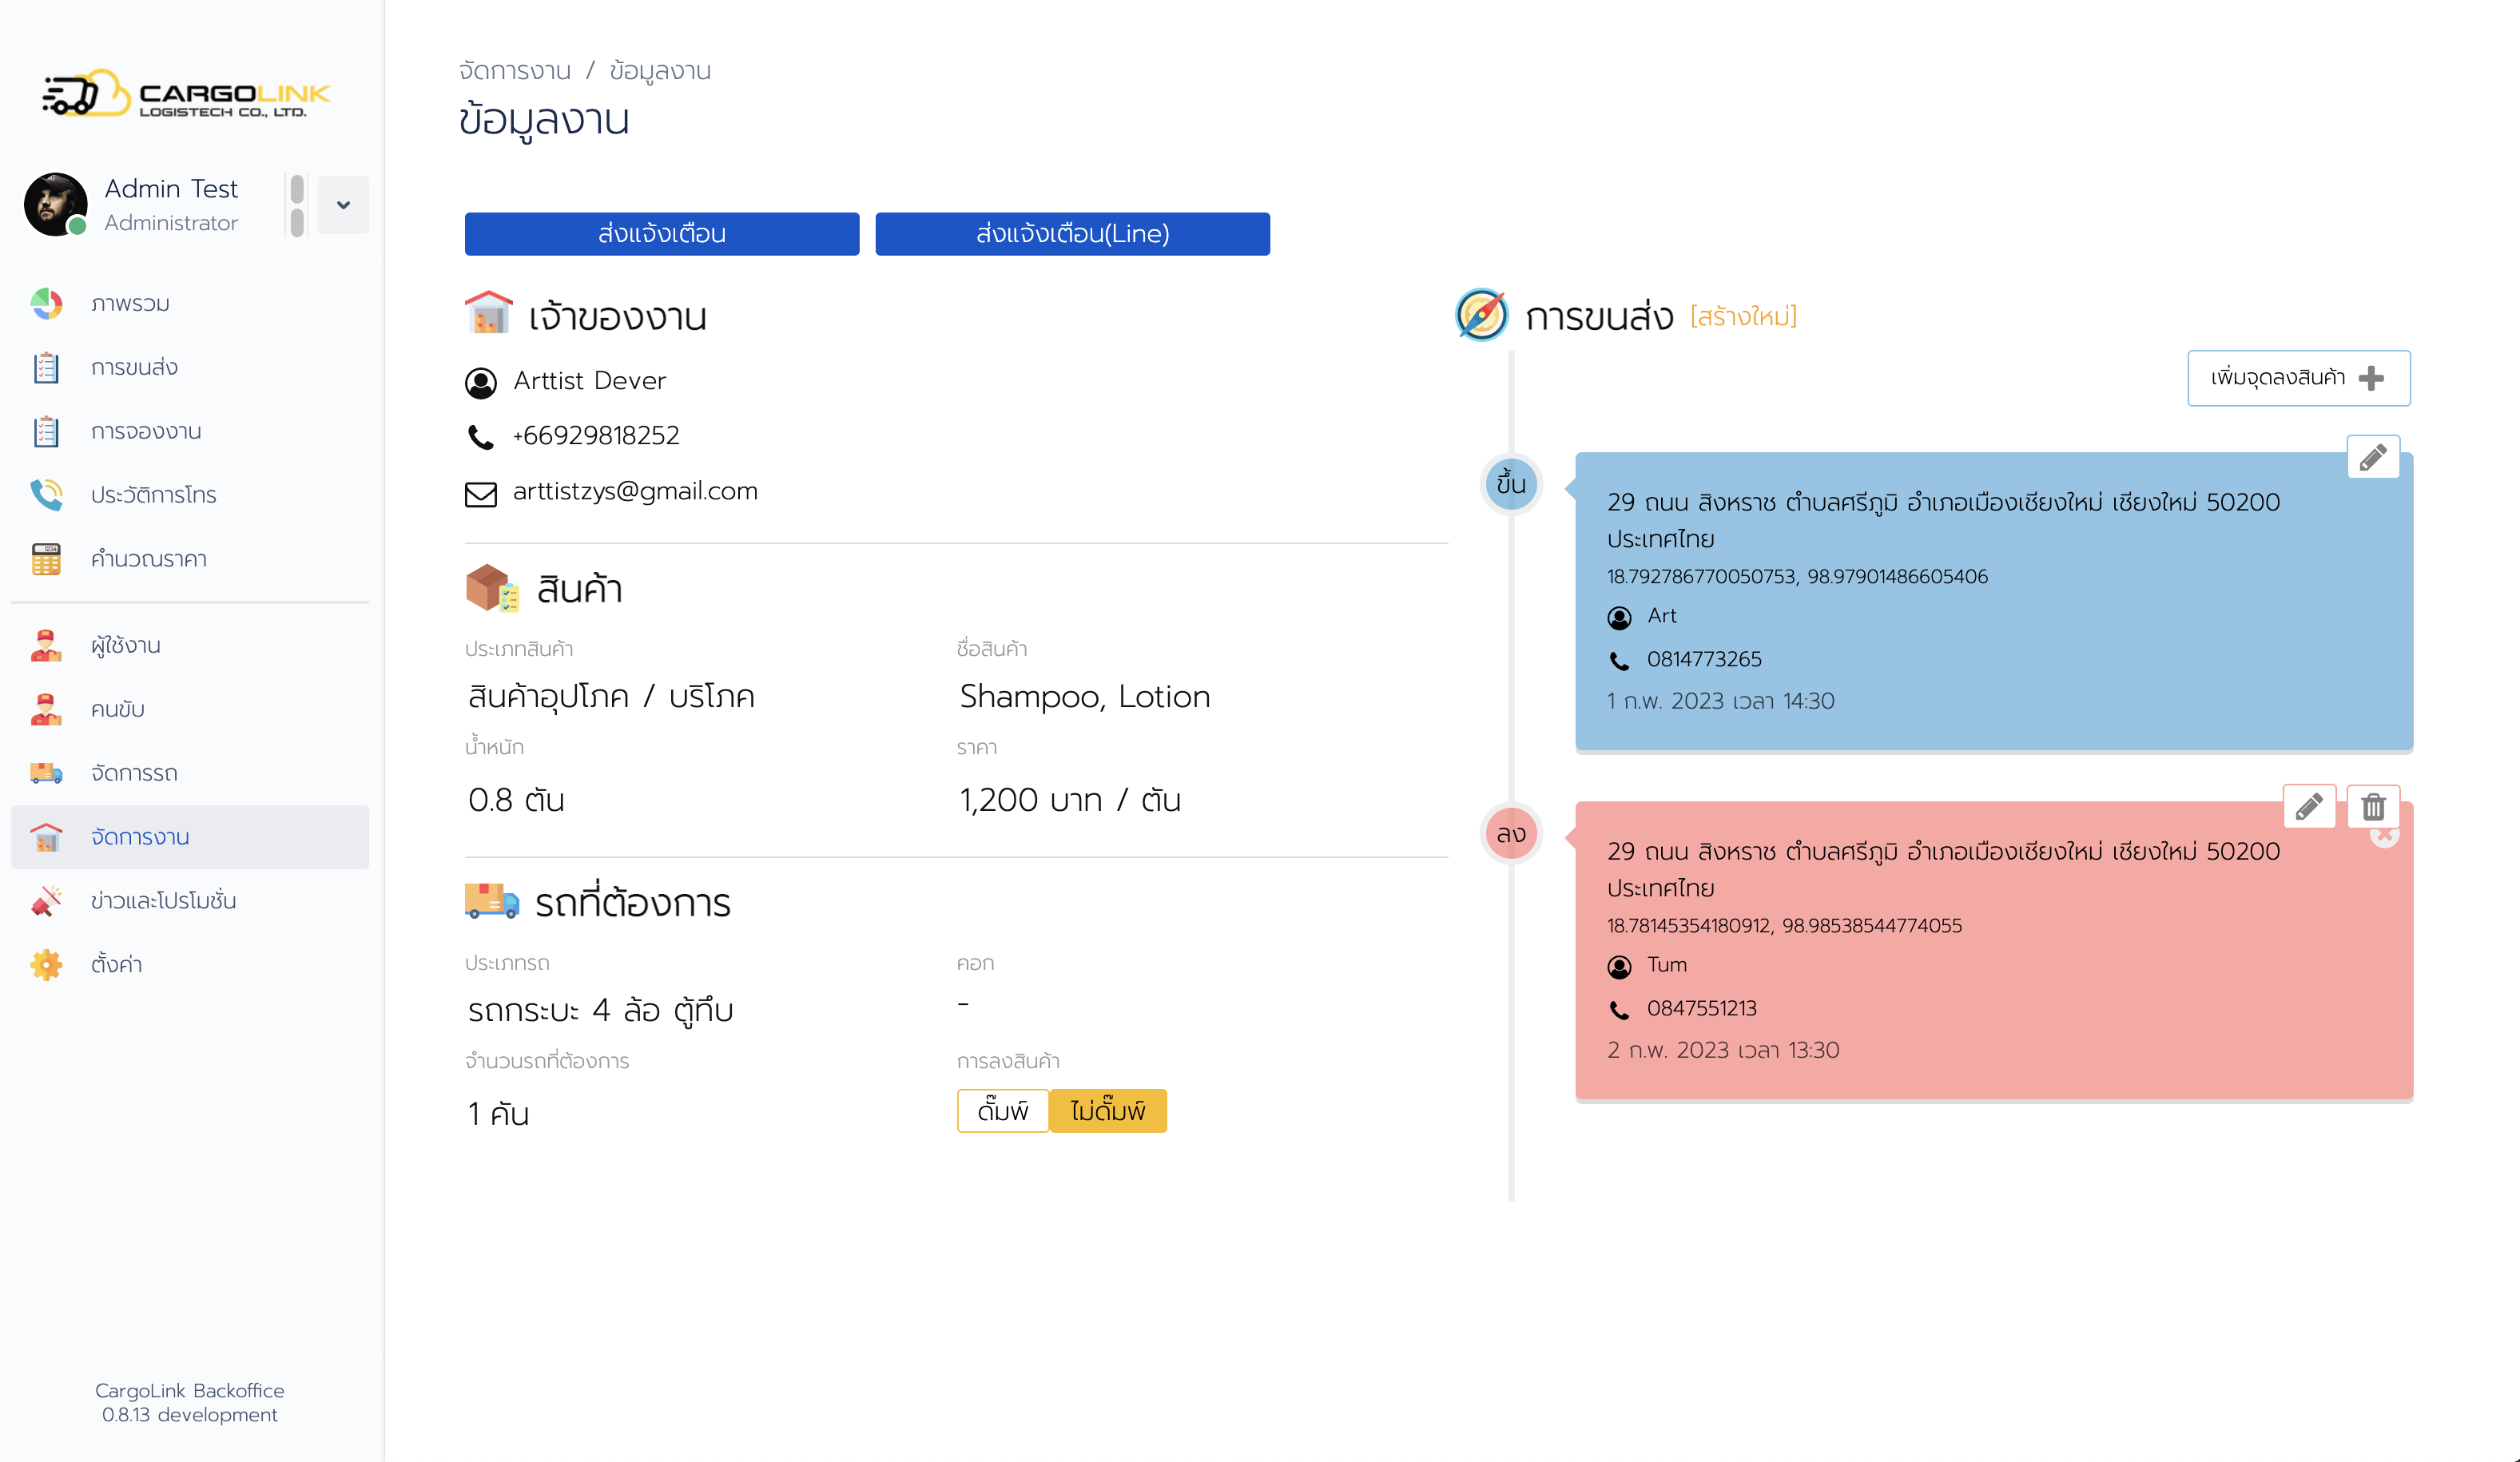 CARGOLINK
LOGISTECH CO., LTD.
Admin Test
Administrator
ภาพรวม
การขนส่ง
การจองงาน
ประวัติการโทร
คำนวณราคา
ผู้ใช้งาน
คนขับ
จัดการรถ
จัดการงาน
ข่าวและโปรโมชั่น
ตั้งค่า
CargoLink Backoffice
0.8.13 development
จัดการงาน / ข้อมูลงาน
ข้อมูลงาน
ส่งแจ้งเตือน
ส่งแจ้งเตือน(Line)
เจ้าของงาน
Arttist Dever
+66929818252
arttistzys@gmail.com
สินค้า
ประเภทสินค้า
ชื่อสินค้า
สินค้าอุปโภค / บริโภค
Shampoo, Lotion
น้ำหนัก
ราคา
0.8 ตัน
1,200 บาท / ตัน
รถที่ต้องการ
ประเภทรถ
คอก
รถกระบะ 4 ล้อ ตู้ทึบ
-
จำนวนรถที่ต้องการ
การลงสินค้า
1 คัน
ดั๊มพ์
ไม่ดั๊มพ์
การขนส่ง [สร้างใหม่]
เพิ่มจุดลงสินค้า
ขึ้น
29 ถนน สิงหราช ตำบลศรีภูมิ อำเภอเมืองเชียงใหม่ เชียงใหม่ 50200
ประเทศไทย
18.792786770050753, 98.97901486605406
Art
0814773265
1 ก.พ. 2023 เวลา 14:30
ลง
29 ถนน สิงหราช ตำบลศรีภูมิ อำเภอเมืองเชียงใหม่ เชียงใหม่ 50200
ประเทศไทย
18.78145354180912, 98.98538544774055
Tum
0847551213
2 ก.พ. 2023 เวลา 13:30